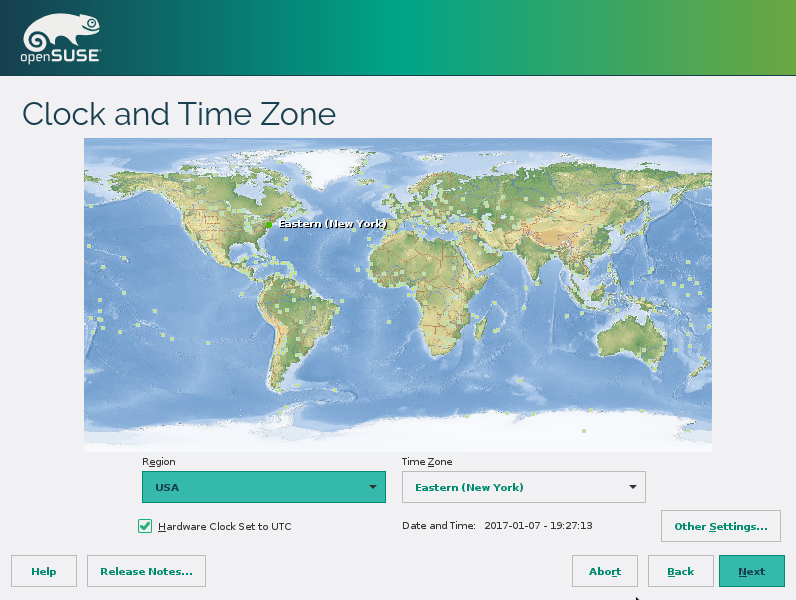 openSUSE
Clock and Time Zone
Eastern (New York)
Region
Time Zone
USA
Eastern (New York)
Hardware Clock Set to UTC
Date and Time: 2017-01-07 - 19:27:13
Other Settings...
Help
Release Notes...
Abort
Back
Next